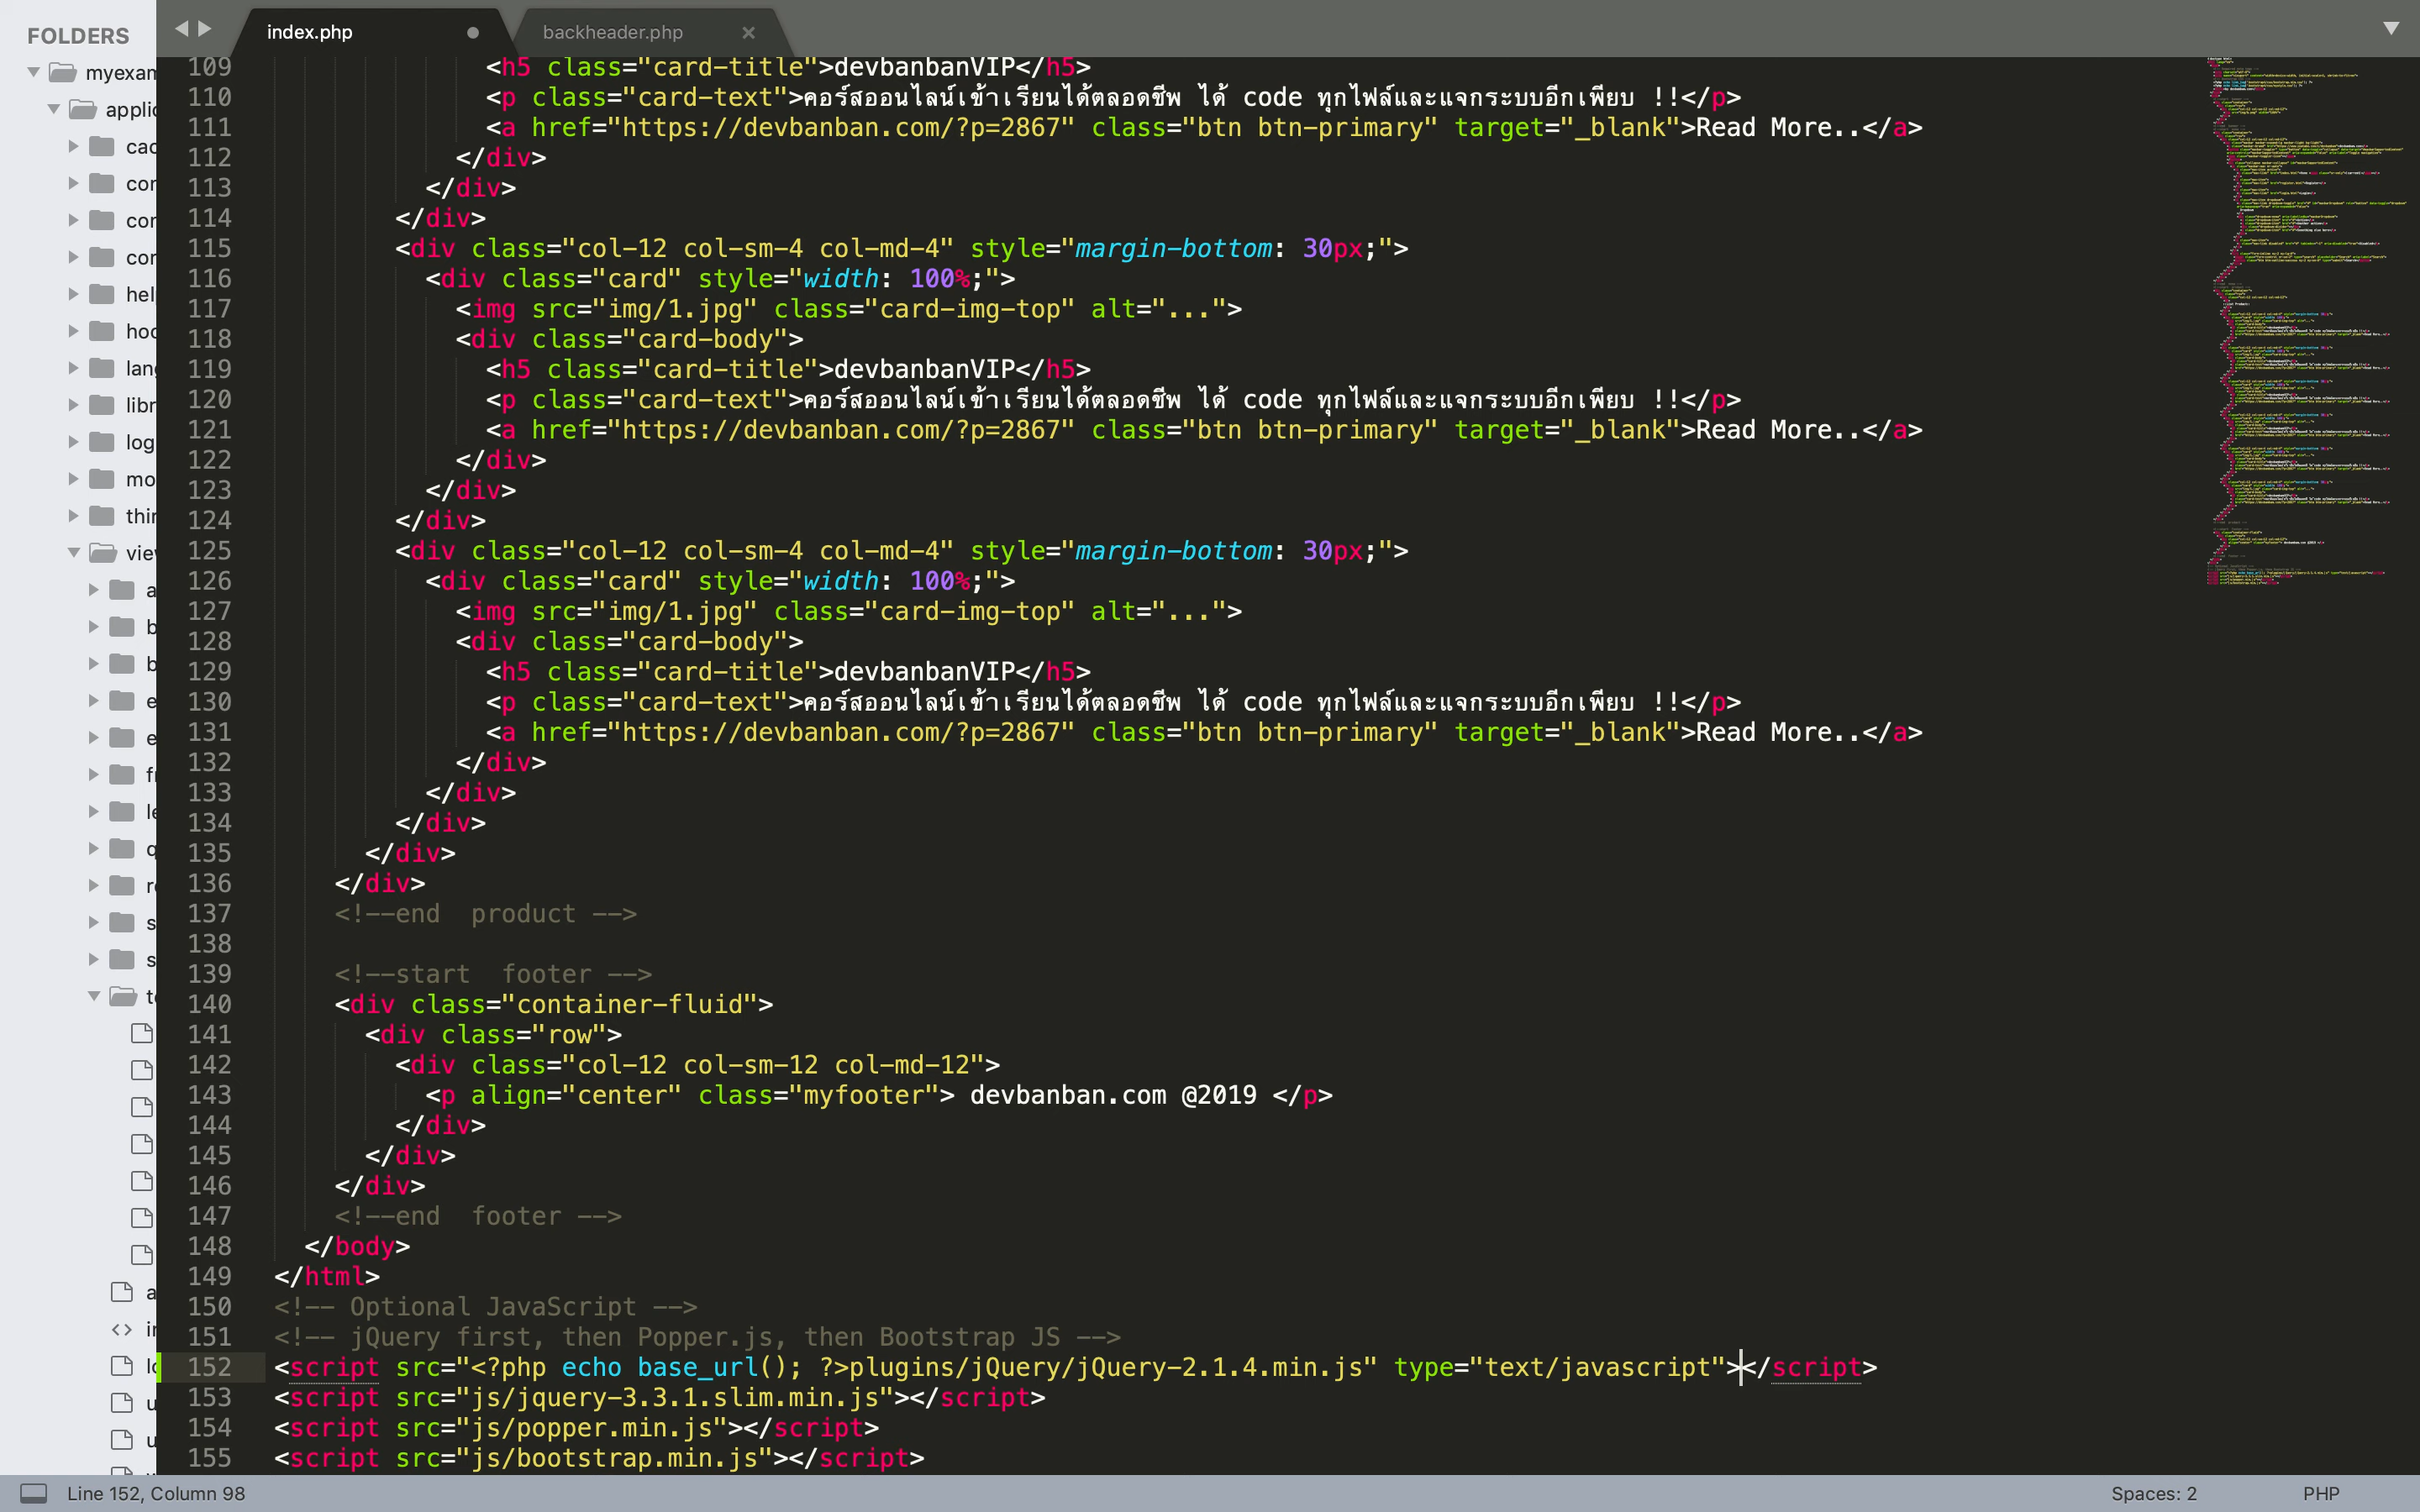 FOLDERS
index.php
backheader.php
109 <h5 class="card-title">devbanbanVIP</h5>
110 <p class="card-text">คอร์สออนไลน์เข้าเรียนได้ตลอดชีพ ได้ code ทุกไฟล์และแจกระบบอีกเพียบ !!</p>
111 <a href="https://devbanban.com/?p=2867" class="btn btn-primary" target="_blank">Read More..</a>
112 </div>
113 </div>
114 </div>
115 <div class="col-12 col-sm-4 col-md-4" style="margin-bottom: 30px;">
116 <div class="card" style="width: 100%;">
117 <img src="img/1.jpg" class="card-img-top" alt="...">
118 <div class="card-body">
119 <h5 class="card-title">devbanbanVIP</h5>
120 <p class="card-text">คอร์สออนไลน์เข้าเรียนได้ตลอดชีพ ได้ code ทุกไฟล์และแจกระบบอีกเพียบ !!</p>
121 <a href="https://devbanban.com/?p=2867" class="btn btn-primary" target="_blank">Read More..</a>
122 </div>
123 </div>
124 </div>
125 <div class="col-12 col-sm-4 col-md-4" style="margin-bottom: 30px;">
126 <div class="card" style="width: 100%;">
127 <img src="img/1.jpg" class="card-img-top" alt="...">
128 <div class="card-body">
129 <h5 class="card-title">devbanbanVIP</h5>
130 <p class="card-text">คอร์สออนไลน์เข้าเรียนได้ตลอดชีพ ได้ code ทุกไฟล์และแจกระบบอีกเพียบ !!</p>
131 <a href="https://devbanban.com/?p=2867" class="btn btn-primary" target="_blank">Read More..</a>
132 </div>
133 </div>
134 </div>
135 </div>
136 </div>
137 <!--end  product -->
138
139 <!--start  footer -->
140 <div class="container-fluid">
141 <div class="row">
142 <div class="col-12 col-sm-12 col-md-12">
143 <p align="center" class="myfooter"> devbanban.com @2019 </p>
144 </div>
145 </div>
146 </div>
147 <!--end  footer -->
148 </body>
149 </html>
150 <!-- Optional JavaScript -->
151 <!-- jQuery first, then Popper.js, then Bootstrap JS -->
152 <script src="<?php echo base_url(); ?>plugins/jQuery/jQuery-2.1.4.min.js" type="text/javascript"></script>
153 <script src="js/jquery-3.3.1.slim.min.js"></script>
154 <script src="js/popper.min.js"></script>
155 <script src="js/bootstrap.min.js"></script>
Line 152, Column 98
Spaces: 2
PHP